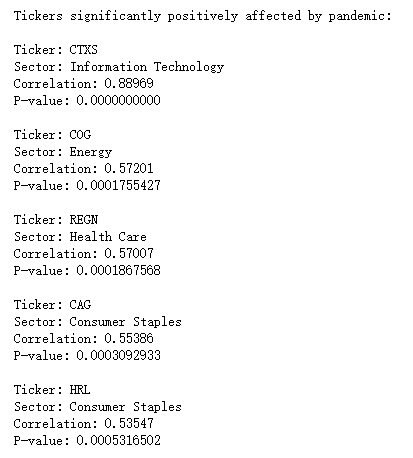 Tickers significantly positively affected by pandemic:
Ticker: CTXS
Sector: Information Technology
Correlation: 0.88969
P-value: 0.0000000000
Ticker: COG
Sector: Energy
Correlation: 0.57201
P-value: 0.0001755427
Ticker: REGN
Sector: Health Care
Correlation: 0.57007
P-value: 0.0001867568
Ticker: CAG
Sector: Consumer Staples
Correlation: 0.55386
P-value: 0.0003092933
Ticker: HRL
Sector: Consumer Staples
Correlation: 0.53547
P-value: 0.0005316502